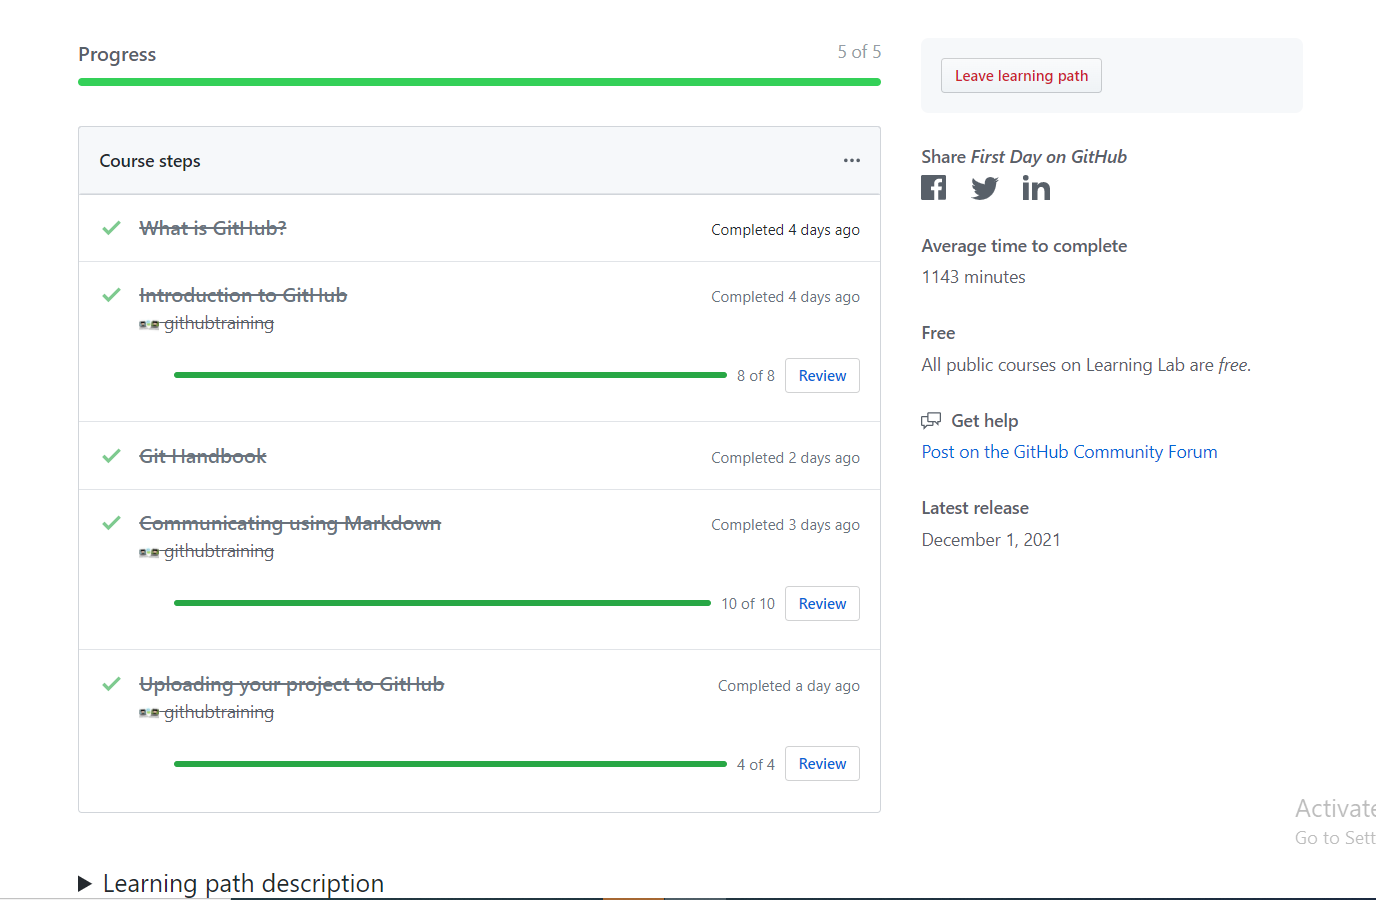 Progress
5 of 5
Course steps
What is GitHub?
Completed 4 days ago
Introduction to GitHub
Completed 4 days ago
githubtraining
8 of 8
Review
Git Handbook
Completed 2 days ago
Communicating using Markdown
Completed 3 days ago
githubtraining
10 of 10
Review
Uploading your project to GitHub
Completed a day ago
githubtraining
4 of 4
Review
Learning path description
Leave learning path
Share First Day on GitHub
Average time to complete
1143 minutes
Free
All public courses on Learning Lab are free.
Get help
Post on the GitHub Community Forum
Latest release
December 1, 2021
Activate
Go to Sett